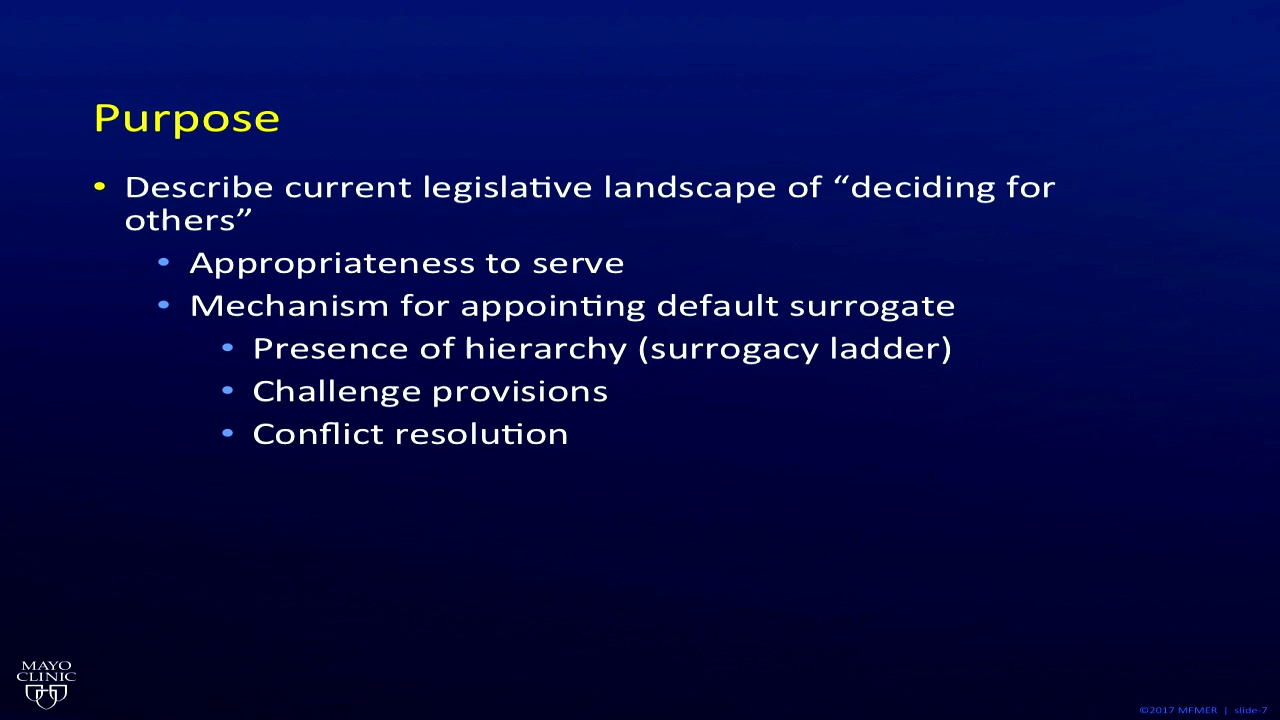 Purpose
• Describe current legislative landscape of “deciding for
others”
• Appropriateness to serve
• Mechanism for appointing default surrogate
• Presence of hierarchy (surrogacy ladder)
• Challenge provisions
• Conflict resolution
MAYO
CLINIC
©2017 MFMER | slide-7